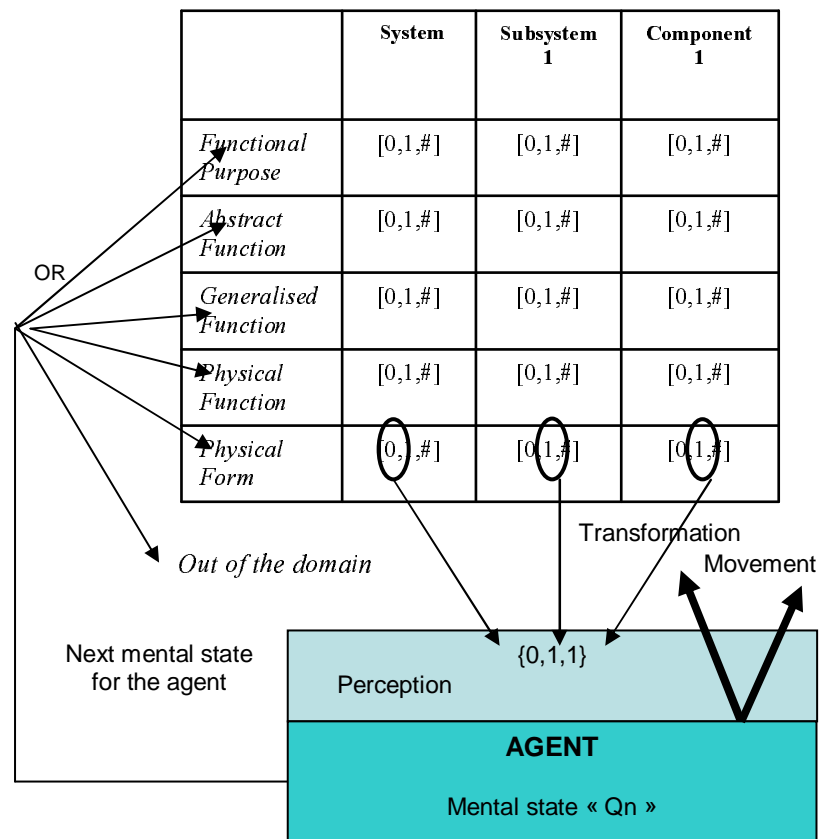 System
Subsystem
1
Component
1
Functional
Purpose
[0,1,#]
[0,1,#]
[0,1,#]
Abstract
Function
[0,1,#]
[0,1,#]
[0,1,#]
OR
Generalised
Function
[0,1,#]
[0,1,#]
[0,1,#]
Physical
Function
[0,1,#]
[0,1,#]
[0,1,#]
Physical
Form
[0,1,#]
[0,1,#]
[0,1,#]
Transformation
Out of the domain
Movement
Next mental state
for the agent
{0,1,1}
Perception
AGENT
Mental state « Qn »